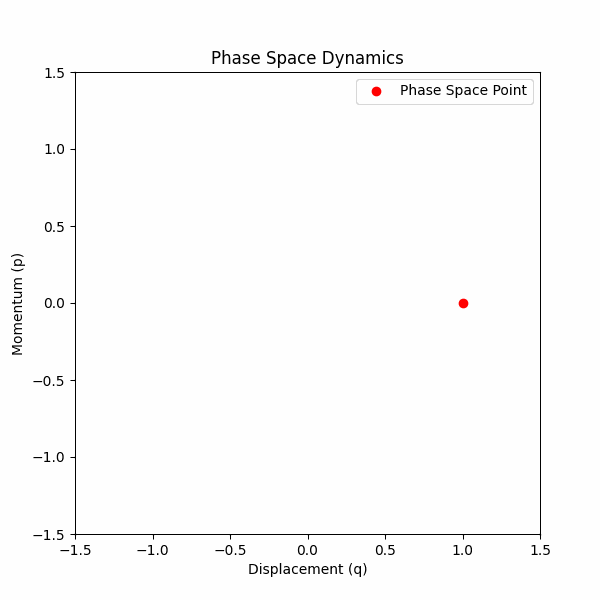 Phase Space Dynamics
Phase Space Point
1.5
1.0
0.5
0.0
−0.5
−1.0
−1.5
Momentum (p)
−1.5 −1.0 −0.5 0.0 0.5 1.0 1.5
Displacement (q)